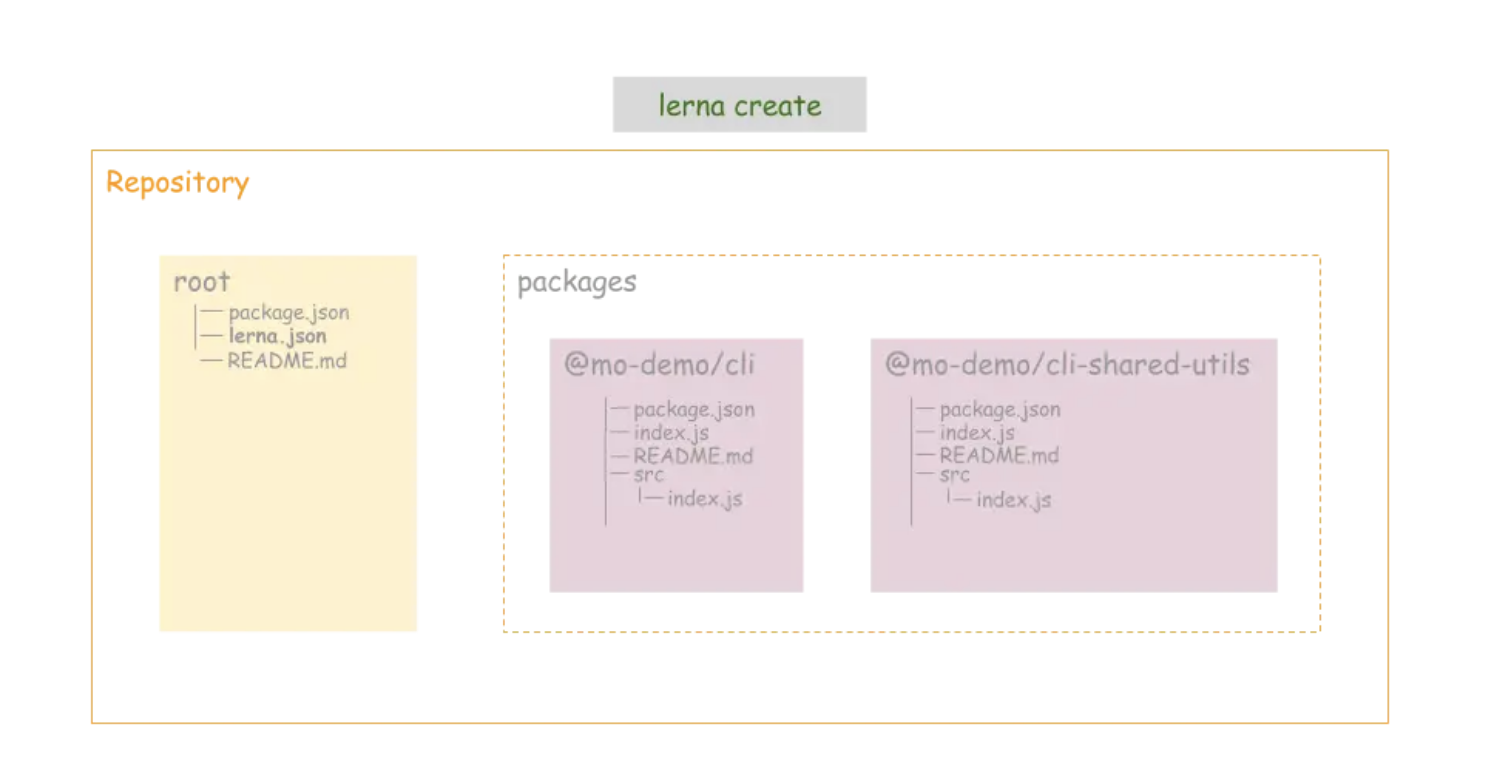 lerna create
Repository
root
package.json
lerna.json
README.md
packages
@mo-demo/cli
package.json
index.js
README.md
src
index.js
@mo-demo/cli-shared-utils
package.json
index.js
README.md
src
index.js